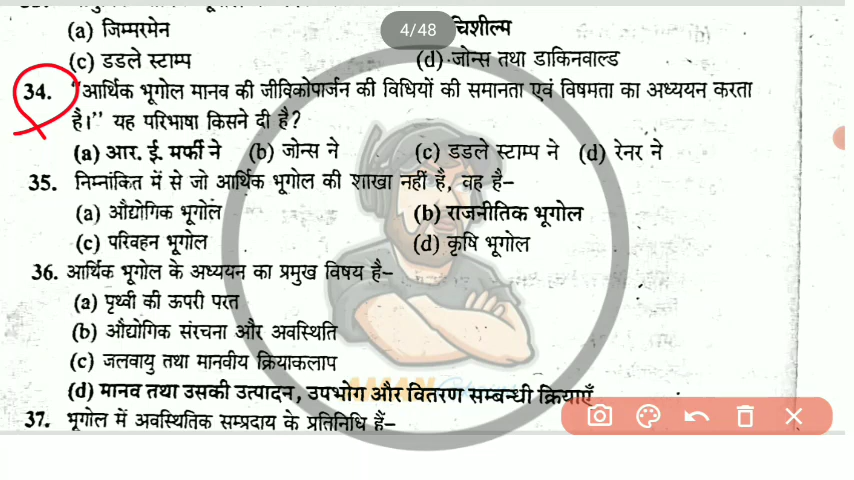 (a) जिम्मरमेन चिशील्म
4/48
(c) डडले स्टाम्प (d) जोन्स तथा डाकिनवाल्ड
34. “आर्थिक भूगोल मानव की जीविकोपार्जन की विधियों की समानता एवं विषमता का अध्ययन करता
है।” यह परिभाषा किसने दी है?
(a) आर. ई. मर्फी ने (b) जोन्स ने (c) डडले स्टाम्प ने (d) रेनर ने
35. निम्नांकित में से जो आर्थिक भूगोल की शाखा नहीं है, वह है–
(a) औद्योगिक भूगोल (b) राजनीतिक भूगोल
(c) परिवहन भूगोल (d) कृषि भूगोल
36. आर्थिक भूगोल के अध्ययन का प्रमुख विषय है–
(a) पृथ्वी की ऊपरी परत
(b) औद्योगिक संरचना और अवस्थिति
(c) जलवायु तथा मानवीय क्रियाकलाप
(d) मानव तथा उसकी उत्पादन, उपभोग और वितरण सम्बन्धी क्रियाएँ
37. भूगोल में अवस्थितिक सम्प्रदाय के प्रतिनिधि हैं–